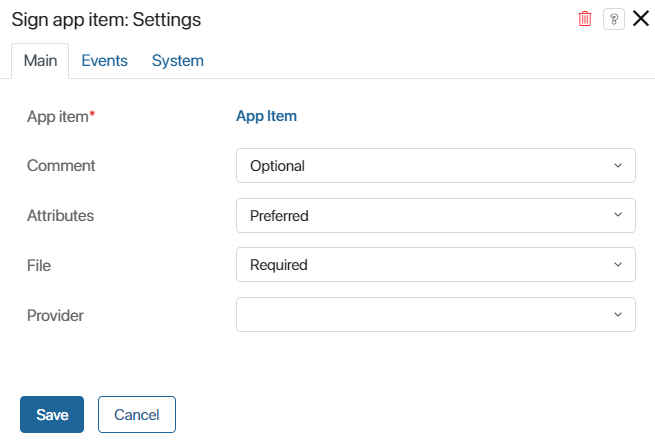 Sign app item: Settings
Main Events System
App item* App Item
Comment Optional
Attributes Preferred
File Required
Provider
Save Cancel